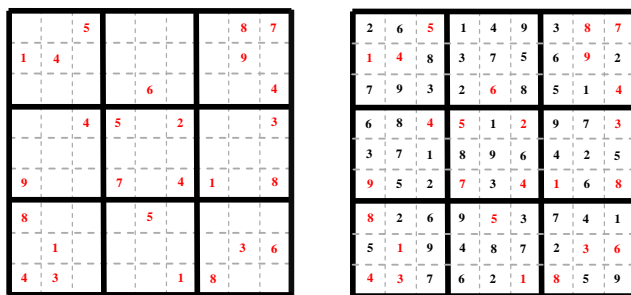 5 8 7
1 4 9
6 4
4 5 2 3
9 7 4 1 8
8 5
1 3 6
4 3 1 8
2 6 5 1 4 9 3 8 7
1 4 8 3 7 5 6 9 2
7 9 3 2 6 8 5 1 4
6 8 4 5 1 2 9 7 3
3 7 1 8 9 6 4 2 5
9 5 2 7 3 4 1 6 8
8 2 6 9 5 3 7 4 1
5 1 9 4 8 7 2 3 6
4 3 7 6 2 1 8 5 9